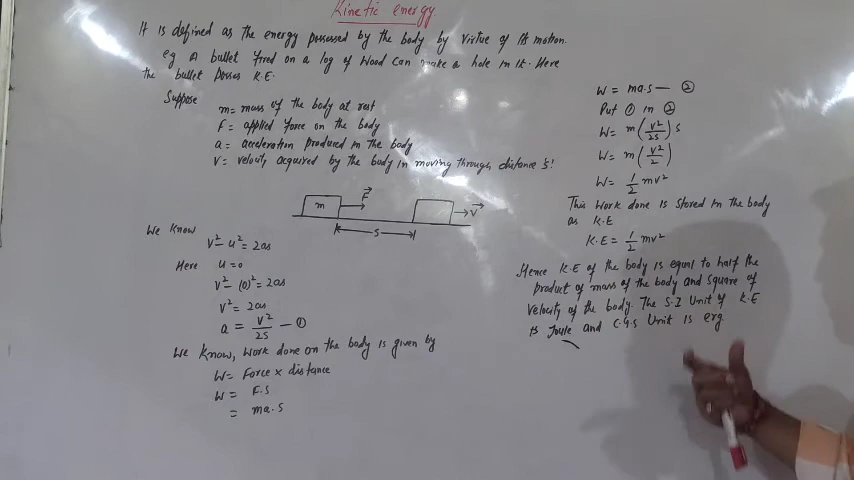 Kinetic energy
It is defined as the energy possessed by the body by virtue of its motion.
eg A bullet fired on a log of wood can make a hole in it. Here
the bullet posses K.E.
Suppose
m = mass of the body at rest
F = applied force on the body
a = acceleration produced in the body
v = velocity acquired by the body in moving through distance 's'
m F⃗ v⃗
s
We know
v² - u² = 2as
Here u = 0
v² - (0)² = 2as
v² = 2as
a = v²/2s — ①
We know, work done on the body is given by
W = Force × distance
W = F.S
= ma.S
W = ma.s — ②
Put ① in ②
W = m(v²/2s) s
W = m(v²/2)
W = 1/2 mv²
This work done is stored in the body
as K.E
K.E = 1/2 mv²
Hence K.E of the body is equal to half the
product of mass of the body and square of
velocity of the body. The S.I Unit of K.E
is Joule and C.G.S Unit is erg.